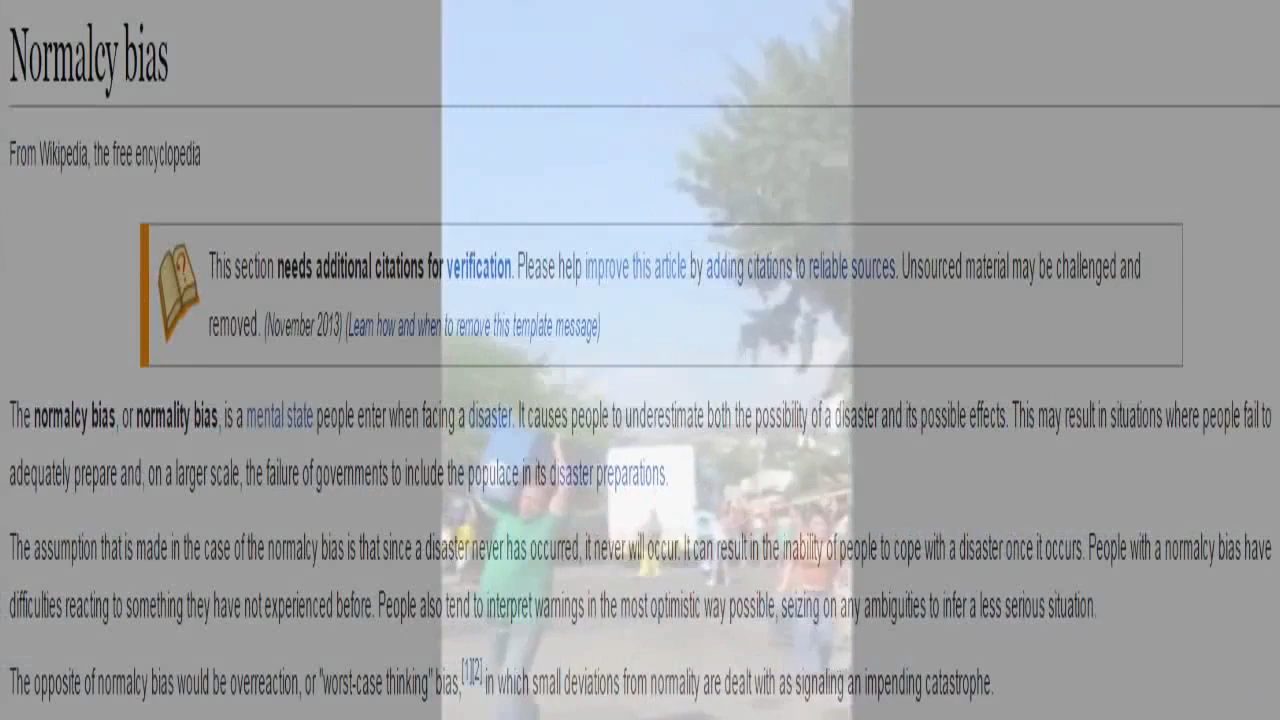 Normalcy bias
From Wikipedia, the free encyclopedia
This section needs additional citations for verification. Please help improve this article by adding citations to reliable sources. Unsourced material may be challenged and
removed. (November 2013) (Learn how and when to remove this template message)
The normalcy bias, or normality bias, is a mental state people enter when facing a disaster. It causes people to underestimate both the possibility of a disaster and its possible effects. This may result in situations where people fail to
adequately prepare and, on a larger scale, the failure of governments to include the populace in its disaster preparations.
The assumption that is made in the case of the normalcy bias is that since a disaster never has occurred, it never will occur. It can result in the inability of people to cope with a disaster once it occurs. People with a normalcy bias have
difficulties reacting to something they have not experienced before. People also tend to interpret warnings in the most optimistic way possible, seizing on any ambiguities to infer a less serious situation.
The opposite of normalcy bias would be overreaction, or "worst-case thinking" bias,[1][2] in which small deviations from normality are dealt with as signaling an impending catastrophe.